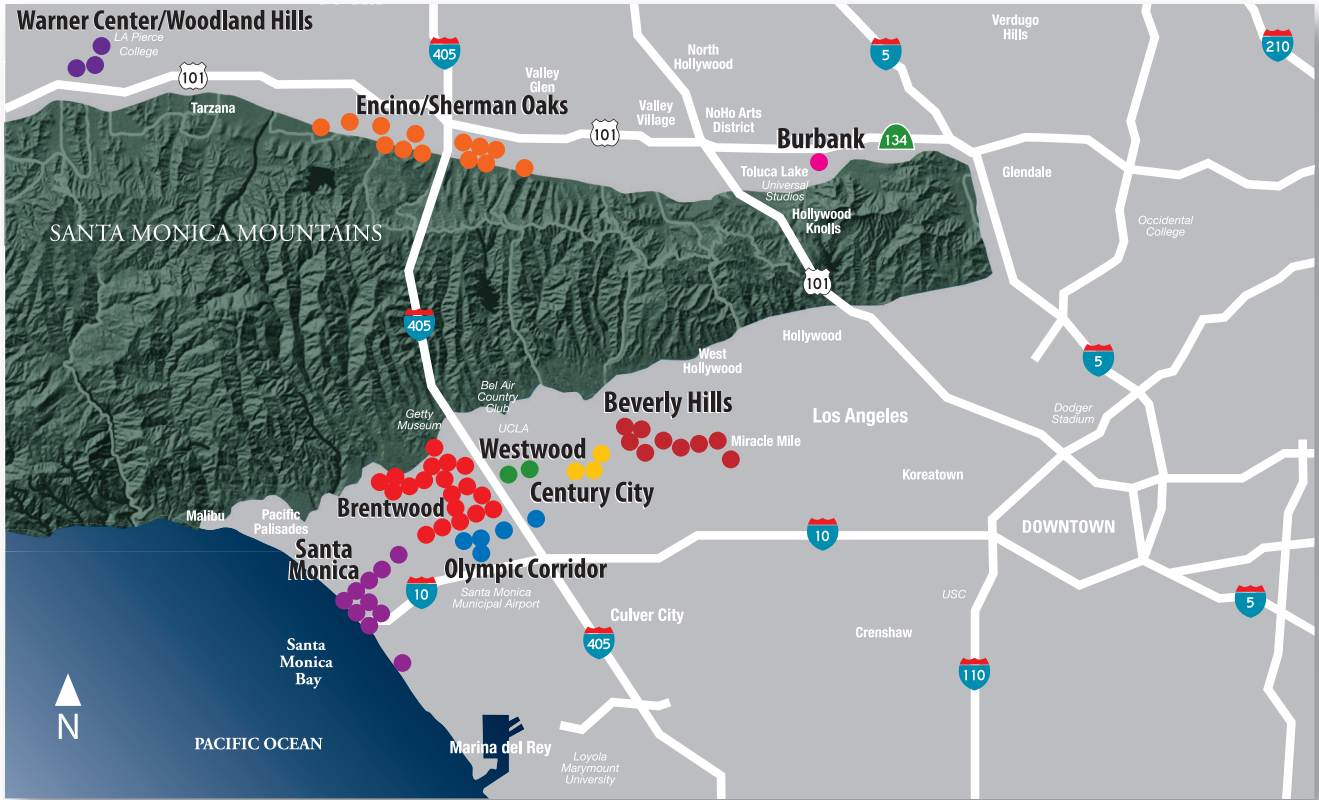 Warner Center/Woodland Hills
LA Pierce
College
405
5
Verdugo
Hills
210
North
Hollywood
101
Valley
Glen
Tarzana
Encino/Sherman Oaks
Valley
Village
NoHo Arts
District
101
Burbank
134
Toluca Lake
Universal
Studios
Glendale
Hollywood
Knolls
Occidental
College
SANTA MONICA MOUNTAINS
101
405
Hollywood
West
Hollywood
5
Bel Air
Country
Club
Getty
Museum
UCLA
Beverly Hills
Los Angeles
Dodger
Stadium
Miracle Mile
Westwood
Century City
Koreatown
Brentwood
Malibu
Pacific
Palisades
10
DOWNTOWN
Santa
Monica
Olympic Corridor
10
Santa Monica
Municipal Airport
USC
5
Culver City
Crenshaw
405
Santa
Monica
Bay
110
N
PACIFIC OCEAN
Marina del Rey
Loyola
Marymount
University